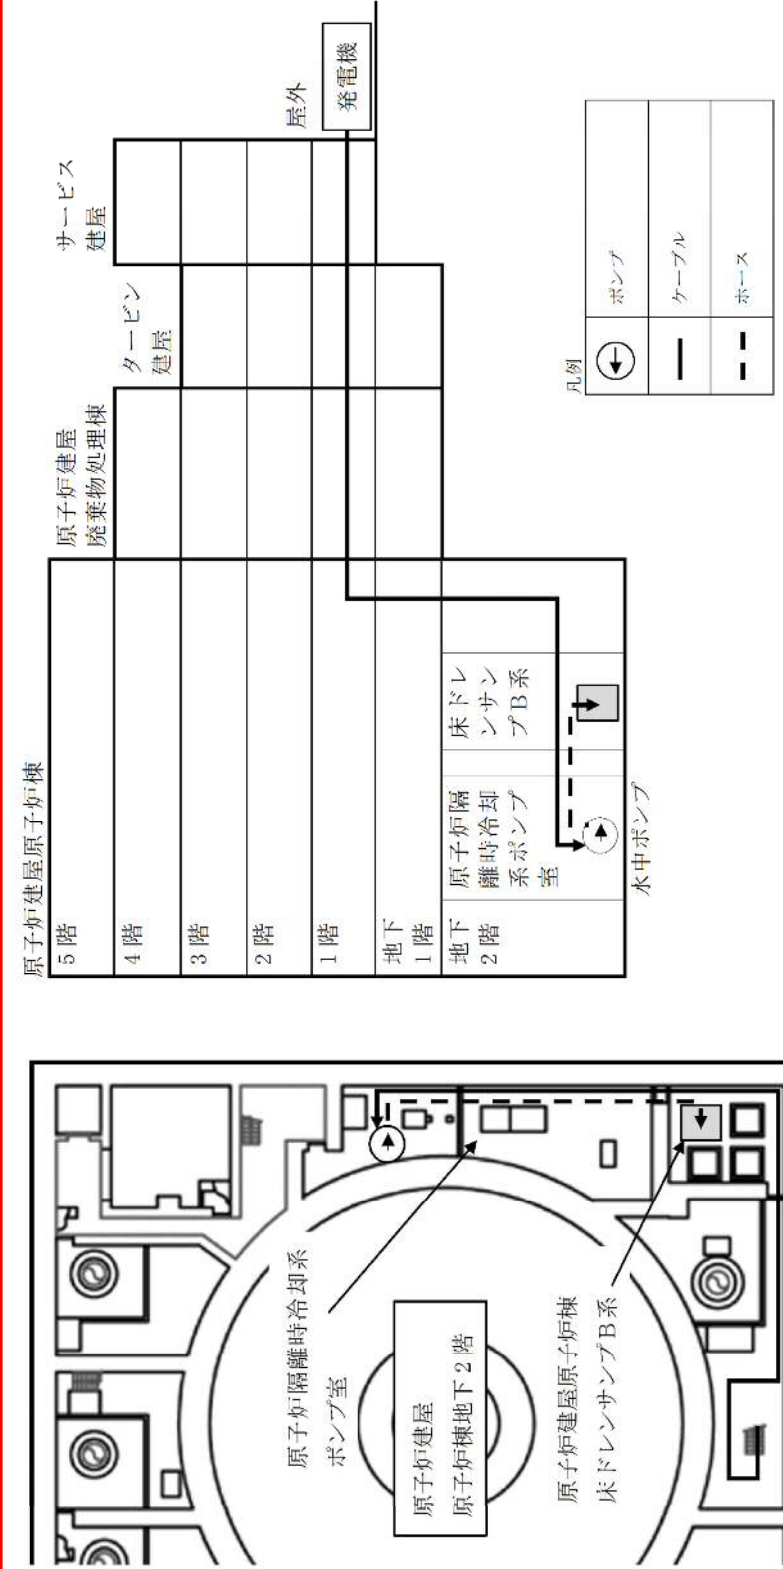 原子炉建屋原子炉棟
5階
4階
3階
2階
1階
地下
1階
地下
2階
原子炉建屋
廃棄物処理棟
タービン
建屋
サービス
建屋
屋外
発電機
原子炉隔
離時冷却
系ポンプ
室
床ドレ
ンサン
プB系
水中ポンプ
凡例
ポンプ
ケーブル
ホース
原子炉隔離時冷却系
ポンプ室
原子炉建屋
原子炉棟地下2階
原子炉建屋原子炉棟
床ドレンサンプB系